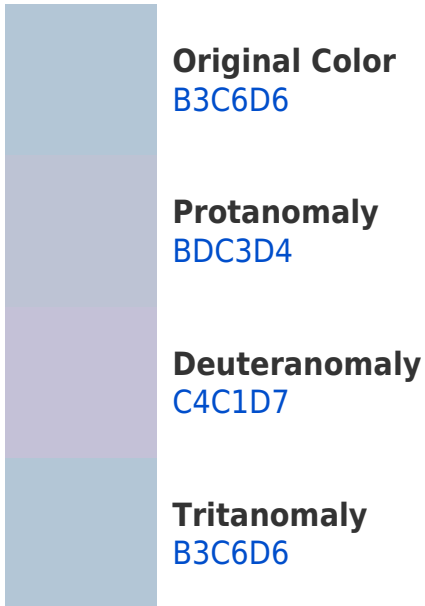 Original Color
B3C6D6
Protanomaly
BDC3D4
Deuteranomaly
C4C1D7
Tritanomaly
B3C6D6